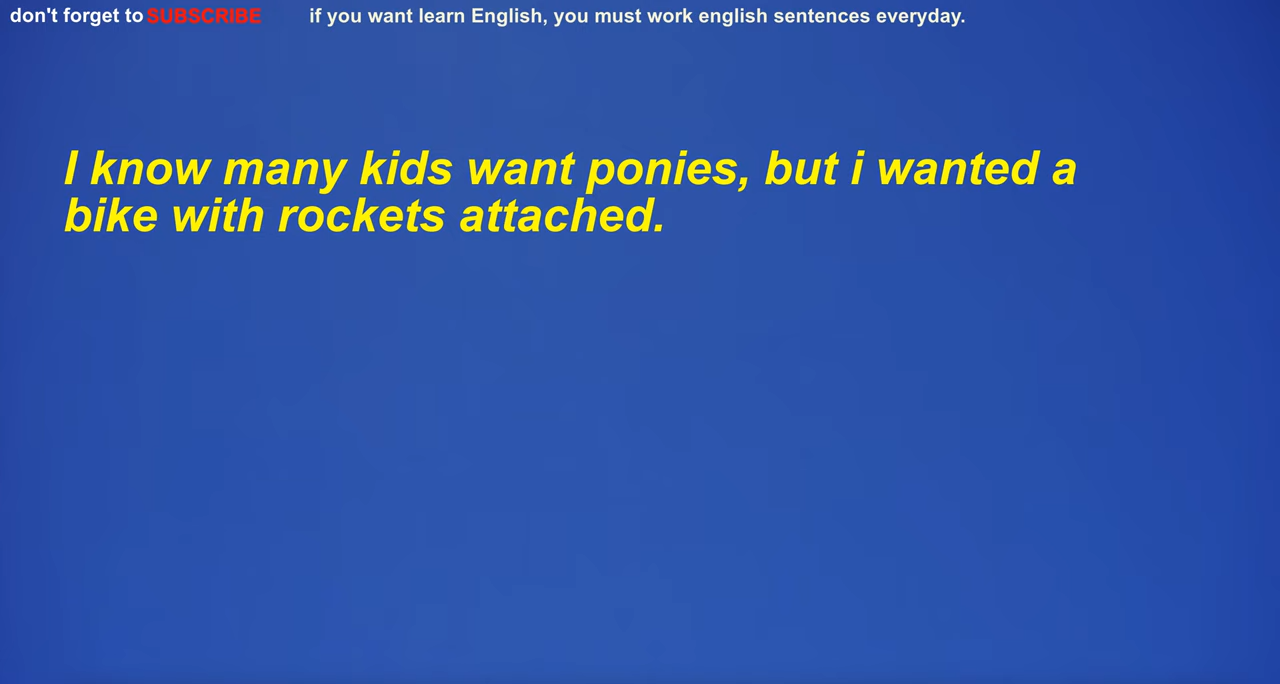 don't forget to SUBSCRIBE if you want learn English, you must work english sentences everyday.
I know many kids want ponies, but i wanted a
bike with rockets attached.